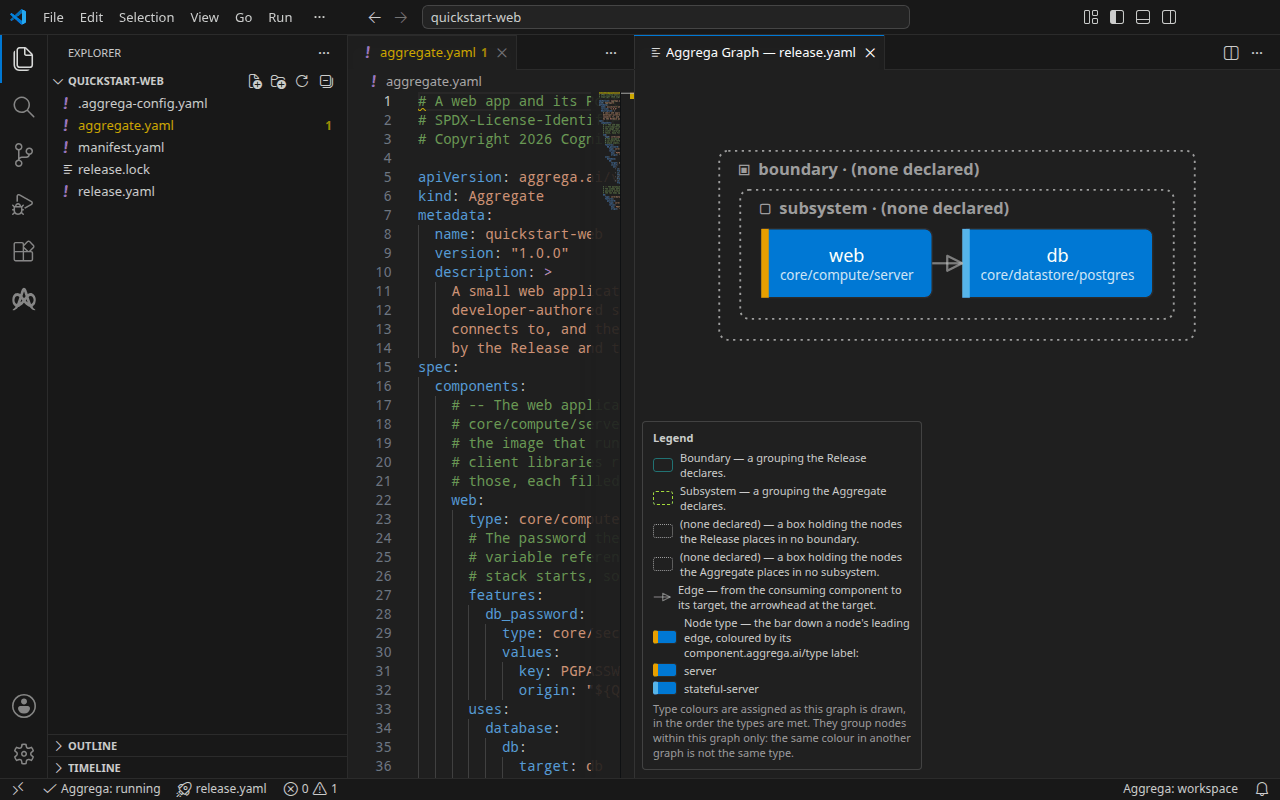 File Edit Selection View Go Run ···
quickstart-web
EXPLORER
QUICKSTART-WEB
.aggrega-config.yaml
aggregate.yaml 1
manifest.yaml
release.lock
release.yaml
OUTLINE
TIMELINE
aggregate.yaml 1
aggregate.yaml
1 # A web app and its P
2 # SPDX-License-Identi
3 # Copyright 2026 Cogn
4
5 apiVersion: aggrega.ai/
6 kind: Aggregate
7 metadata:
8 name: quickstart-web
9 version: "1.0.0"
10 description: >
11 A small web applicat
12 developer-authored s
13 connects to, and the
14 by the Release and t
15 spec:
16 components:
17 # -- The web applica
18 # core/compute/serve
19 # the image that run
20 # client libraries r
21 # those, each filled
22 web:
23 type: core/compute
24 # The password the
25 # variable referen
26 # stack starts, so
27 features:
28 db_password:
29 type: core/sec
30 values:
31 key: PGPASSW
32 origin: "${Q
33 uses:
34 database:
35 db:
36 target: db
Aggrega Graph — release.yaml
boundary · (none declared)
subsystem · (none declared)
web
core/compute/server
db
core/datastore/postgres
Legend
Boundary — a grouping the Release
declares.
Subsystem — a grouping the Aggregate
declares.
(none declared) — a box holding the nodes
the Release places in no boundary.
(none declared) — a box holding the nodes
the Aggregate places in no subsystem.
Edge — from the consuming component to
its target, the arrowhead at the target.
Node type — the bar down a node's leading
edge, coloured by its
component.aggrega.ai/type label:
server
stateful-server
Type colours are assigned as this graph is drawn,
in the order the types are met. They group nodes
within this graph only: the same colour in another
graph is not the same type.
Aggrega: running release.yaml 0 1 Aggrega: workspace